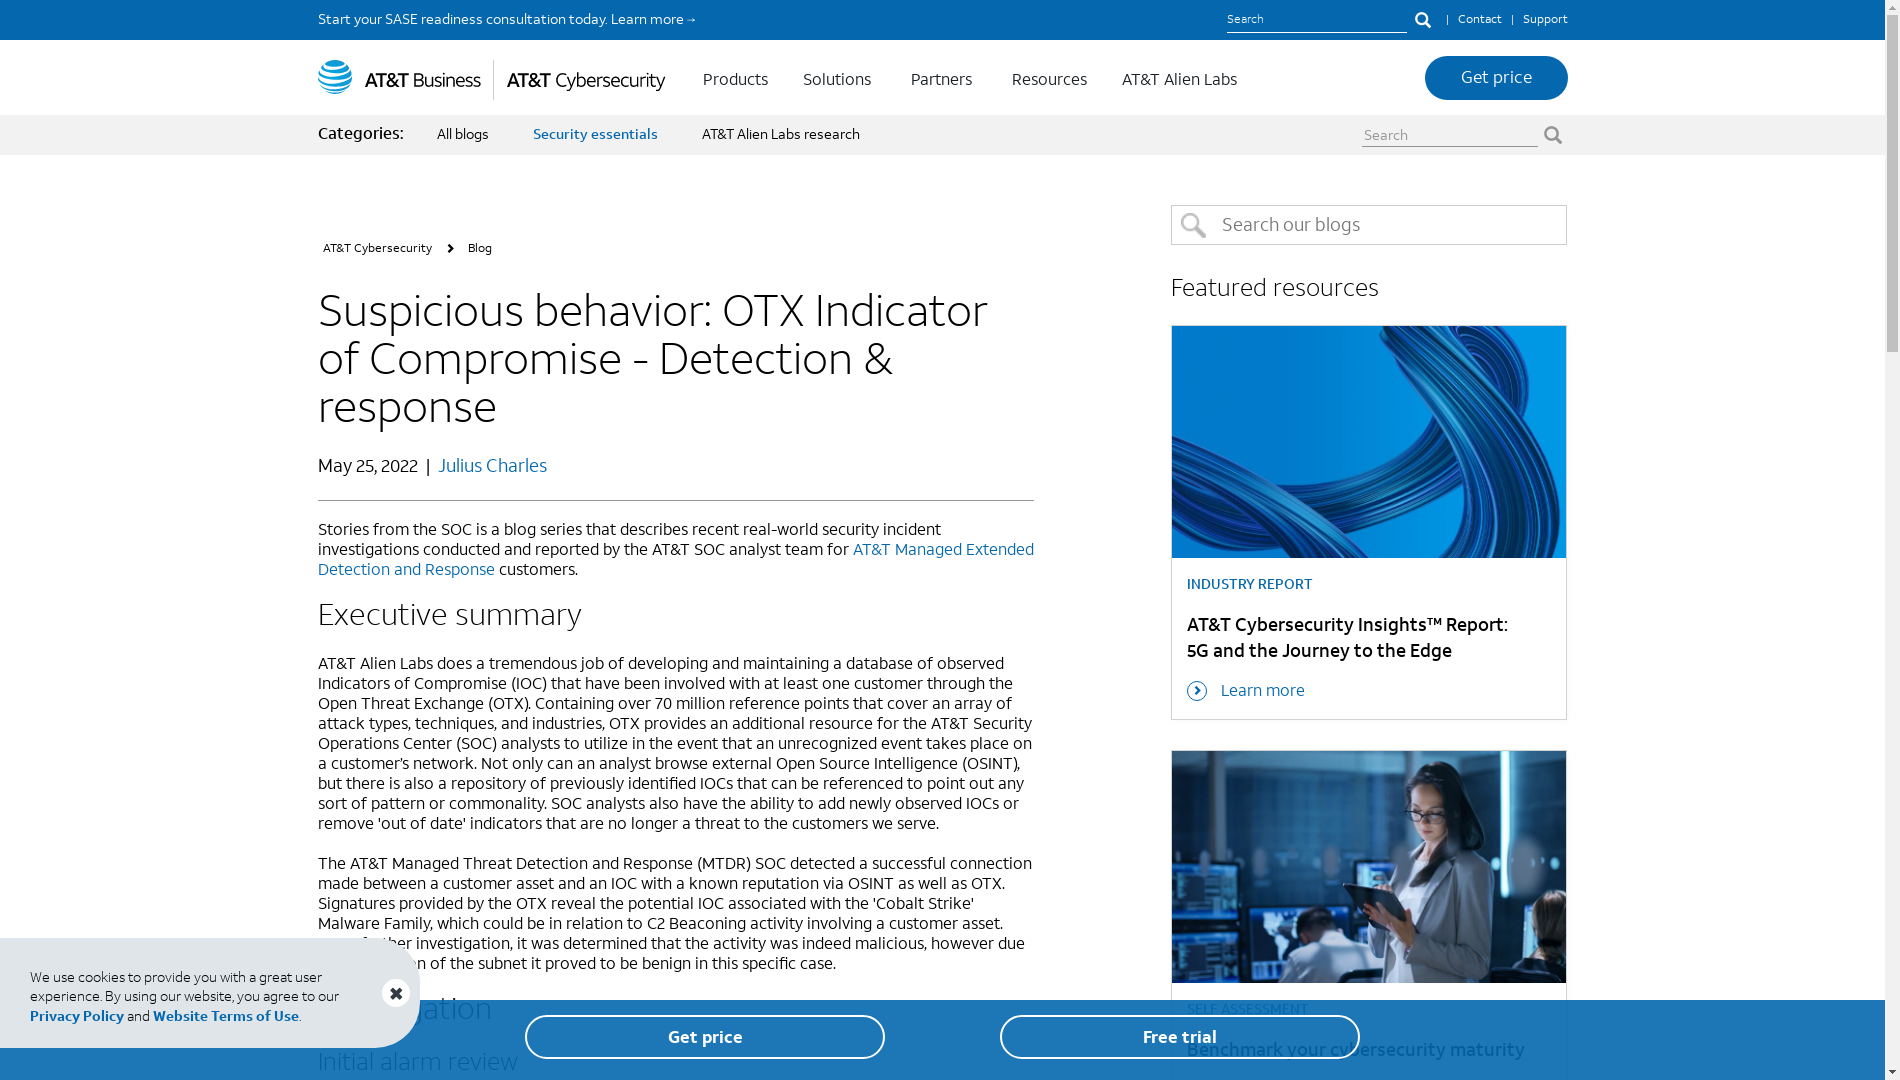 Start your SASE readiness consultation today. Learn more →
Search
| Contact | Support
AT&T Business
AT&T Cybersecurity
Products
Solutions
Partners
Resources
AT&T Alien Labs
Get price
Categories:
All blogs
Security essentials
AT&T Alien Labs research
Search
AT&T Cybersecurity
Blog
Suspicious behavior: OTX Indicator
of Compromise - Detection &
response
May 25, 2022 | Julius Charles
Stories from the SOC is a blog series that describes recent real-world security incident
investigations conducted and reported by the AT&T SOC analyst team for AT&T Managed Extended
Detection and Response customers.
Executive summary
AT&T Alien Labs does a tremendous job of developing and maintaining a database of observed
Indicators of Compromise (IOC) that have been involved with at least one customer through the
Open Threat Exchange (OTX). Containing over 70 million reference points that cover an array of
attack types, techniques, and industries, OTX provides an additional resource for the AT&T Security
Operations Center (SOC) analysts to utilize in the event that an unrecognized event takes place on
a customer’s network. Not only can an analyst browse external Open Source Intelligence (OSINT),
but there is also a repository of previously identified IOCs that can be referenced to point out any
sort of pattern or commonality. SOC analysts also have the ability to add newly observed IOCs or
remove 'out of date' indicators that are no longer a threat to the customers we serve.
The AT&T Managed Threat Detection and Response (MTDR) SOC detected a successful connection
made between a customer asset and an IOC with a known reputation via OSINT as well as OTX.
Signatures provided by the OTX reveal the potential IOC associated with the 'Cobalt Strike'
Malware Family, which could be in relation to C2 Beaconing activity involving a customer asset.
investigation, it was determined that the activity was indeed malicious, however due
of the subnet it proved to be benign in this specific case.
Initial alarm review
Search our blogs
Featured resources
INDUSTRY REPORT
AT&T Cybersecurity Insights™ Report:
5G and the Journey to the Edge
Learn more
SELF ASSESSMENT
Benchmark your cybersecurity maturity
We use cookies to provide you with a great user
experience. By using our website, you agree to our
Privacy Policy and Website Terms of Use.
Get price
Free trial